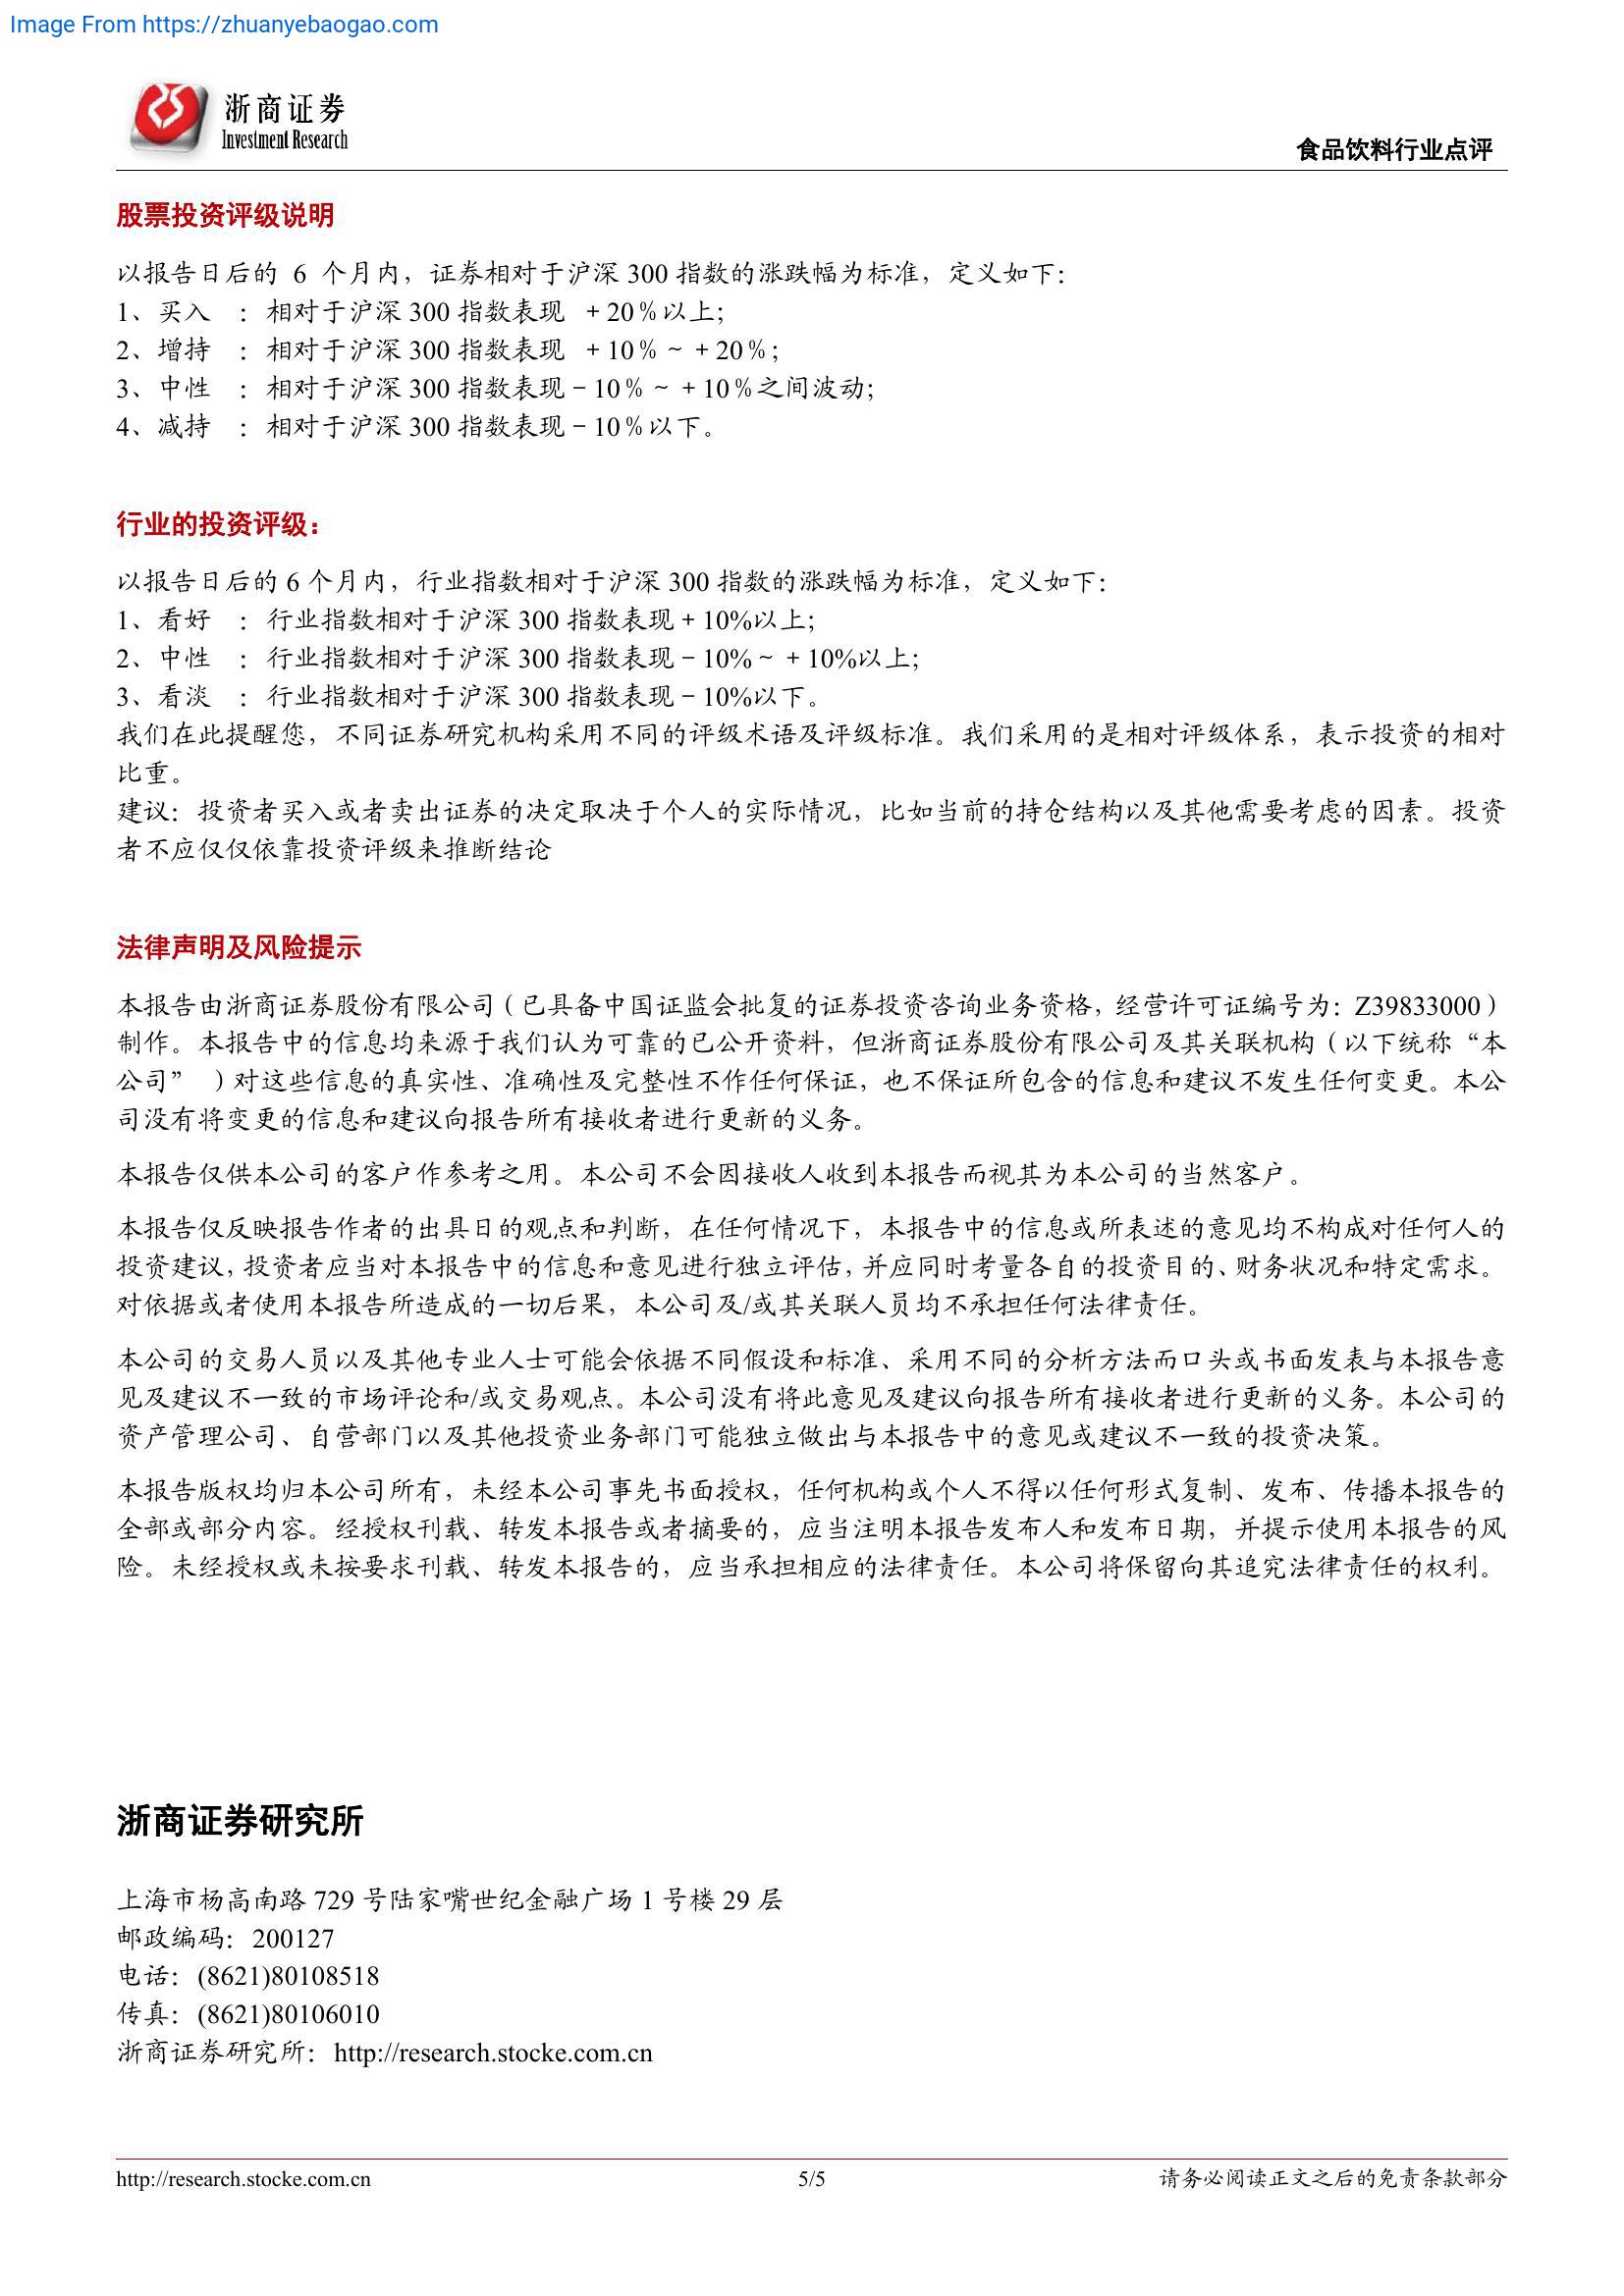 Image From https://zhuanyebaogao.com
浙商证券
Investment Research
食品饮料行业点评
股票投资评级说明
以报告日后的 6 个月内，证券相对于沪深 300 指数的涨跌幅为标准，定义如下：
1、买入 ：相对于沪深 300 指数表现 ＋20％以上；
2、增持 ：相对于沪深 300 指数表现 ＋10％～＋20％；
3、中性 ：相对于沪深 300 指数表现－10％～＋10％之间波动；
4、减持 ：相对于沪深 300 指数表现－10％以下。
行业的投资评级：
以报告日后的 6 个月内，行业指数相对于沪深 300 指数的涨跌幅为标准，定义如下：
1、看好 ：行业指数相对于沪深 300 指数表现＋10%以上；
2、中性 ：行业指数相对于沪深 300 指数表现－10%～＋10%以上；
3、看淡 ：行业指数相对于沪深 300 指数表现－10%以下。
我们在此提醒您，不同证券研究机构采用不同的评级术语及评级标准。我们采用的是相对评级体系，表示投资的相对
比重。
建议：投资者买入或者卖出证券的决定取决于个人的实际情况，比如当前的持仓结构以及其他需要考虑的因素。投资
者不应仅仅依靠投资评级来推断结论
法律声明及风险提示
本报告由浙商证券股份有限公司（已具备中国证监会批复的证券投资咨询业务资格，经营许可证编号为：Z39833000）
制作。本报告中的信息均来源于我们认为可靠的已公开资料，但浙商证券股份有限公司及其关联机构（以下统称“本
公司” ）对这些信息的真实性、准确性及完整性不作任何保证，也不保证所包含的信息和建议不发生任何变更。本公
司没有将变更的信息和建议向报告所有接收者进行更新的义务。
本报告仅供本公司的客户作参考之用。本公司不会因接收人收到本报告而视其为本公司的当然客户。
本报告仅反映报告作者的出具日的观点和判断，在任何情况下，本报告中的信息或所表述的意见均不构成对任何人的
投资建议，投资者应当对本报告中的信息和意见进行独立评估，并应同时考量各自的投资目的、财务状况和特定需求。
对依据或者使用本报告所造成的一切后果，本公司及/或其关联人员均不承担任何法律责任。
本公司的交易人员以及其他专业人士可能会依据不同假设和标准、采用不同的分析方法而口头或书面发表与本报告意
见及建议不一致的市场评论和/或交易观点。本公司没有将此意见及建议向报告所有接收者进行更新的义务。本公司的
资产管理公司、自营部门以及其他投资业务部门可能独立做出与本报告中的意见或建议不一致的投资决策。
本报告版权均归本公司所有，未经本公司事先书面授权，任何机构或个人不得以任何形式复制、发布、传播本报告的
全部或部分内容。经授权刊载、转发本报告或者摘要的，应当注明本报告发布人和发布日期，并提示使用本报告的风
险。未经授权或未按要求刊载、转发本报告的，应当承担相应的法律责任。本公司将保留向其追究法律责任的权利。
浙商证券研究所
上海市杨高南路 729 号陆家嘴世纪金融广场 1 号楼 29 层
邮政编码：200127
电话：(8621)80108518
传真：(8621)80106010
浙商证券研究所：http://research.stocke.com.cn
http://research.stocke.com.cn 5/5 请务必阅读正文之后的免责条款部分